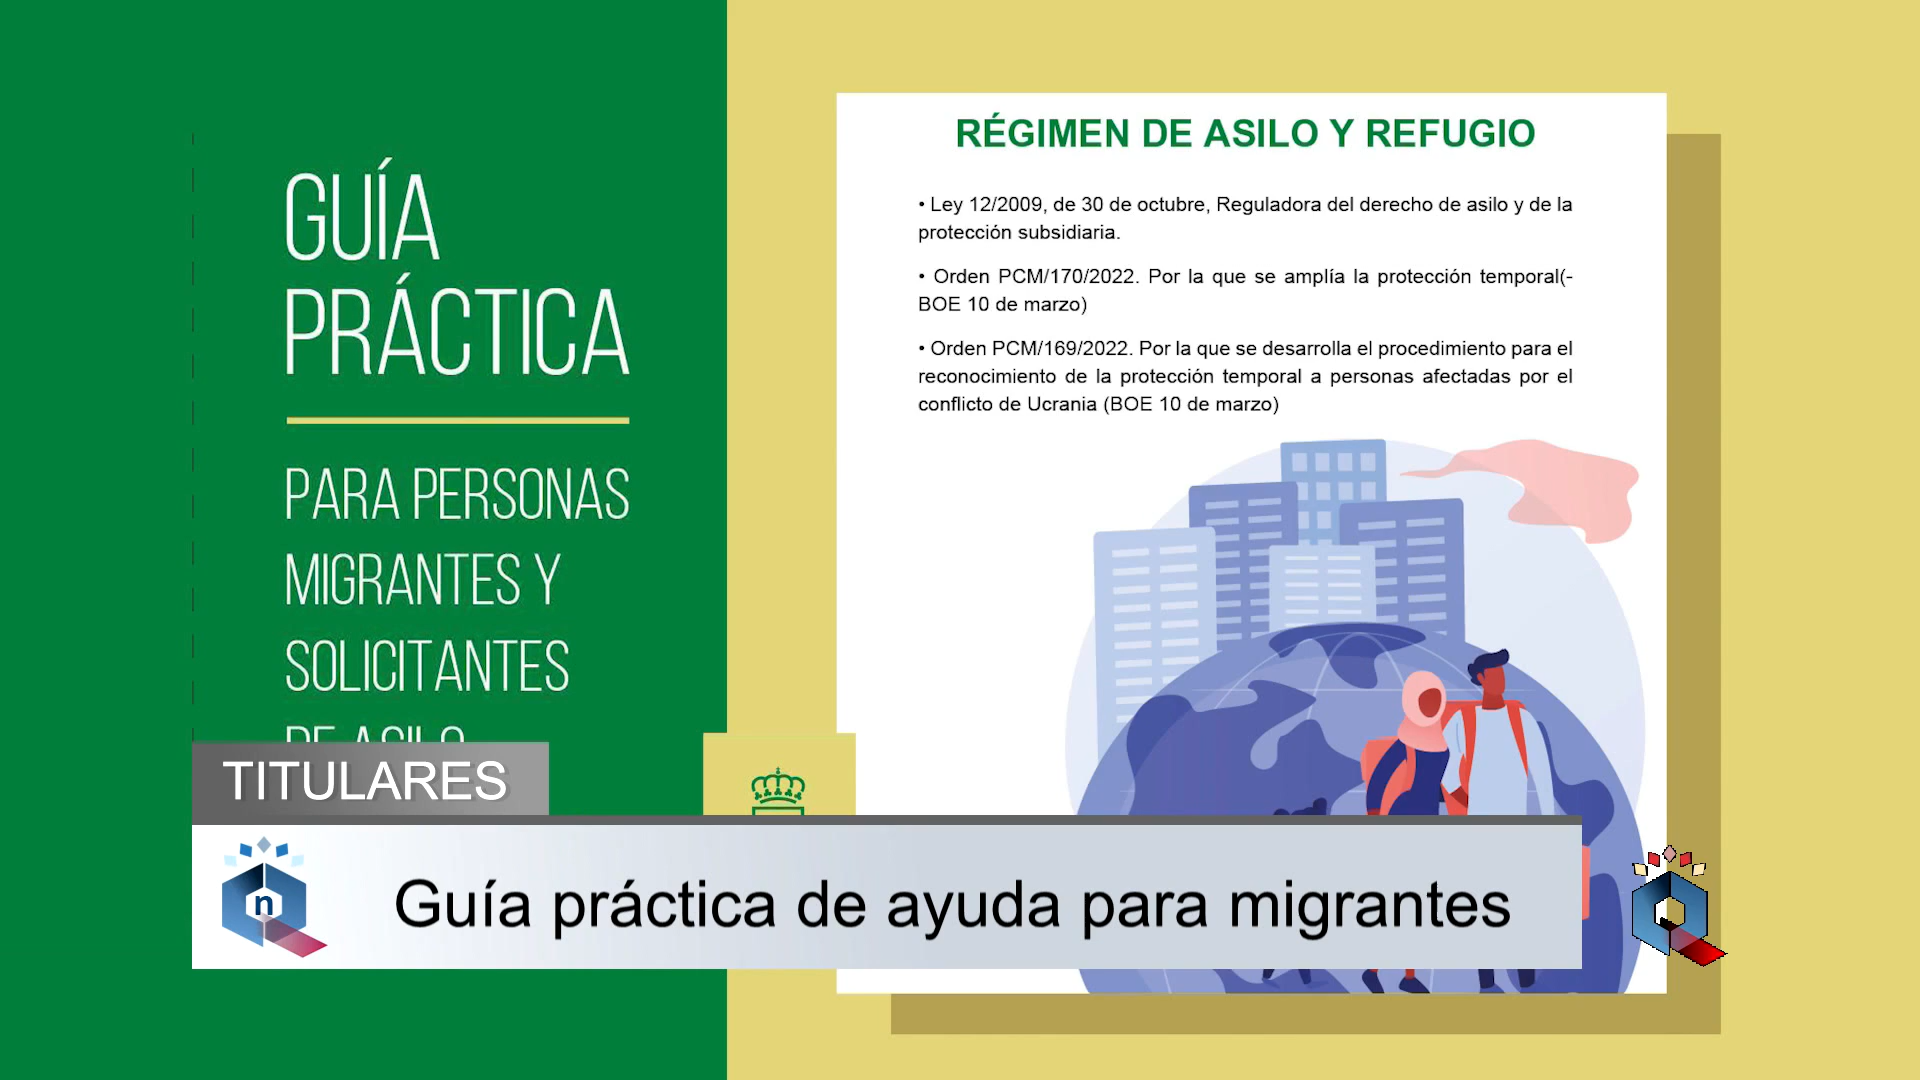 GUÍA
PRÁCTICA
PARA PERSONAS
MIGRANTES Y
SOLICITANTES
DE ASILO
RÉGIMEN DE ASILO Y REFUGIO
• Ley 12/2009, de 30 de octubre, Reguladora del derecho de asilo y de la
protección subsidiaria.
• Orden PCM/170/2022. Por la que se amplía la protección temporal(-
BOE 10 de marzo)
• Orden PCM/169/2022. Por la que se desarrolla el procedimiento para el
reconocimiento de la protección temporal a personas afectadas por el
conflicto de Ucrania (BOE 10 de marzo)
TITULARES
n
Guía práctica de ayuda para migrantes